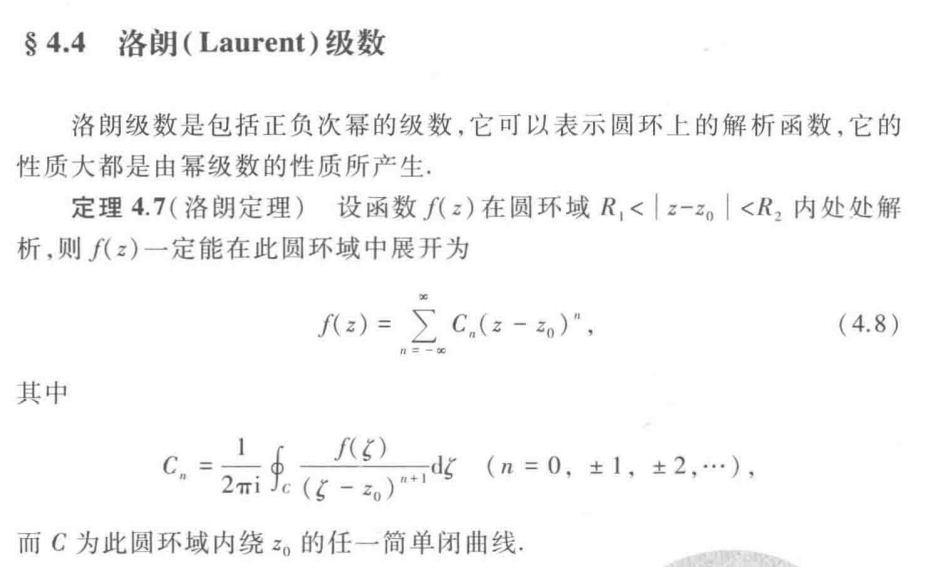 § 4.4 洛朗(Laurent)级数
洛朗级数是包括正负次幂的级数,它可以表示圆环上的解析函数,它的
性质大都是由幂级数的性质所产生.
定理 4.7(洛朗定理) 设函数 f(z)在圆环域 R₁<|z-z₀|<R₂ 内处处解
析,则 f(z)一定能在此圆环域中展开为
f(z) = ∑_{n=-∞}^{∞} Cₙ(z - z₀)ⁿ, (4.8)
其中
Cₙ = \frac{1}{2πi} ∮_C \frac{f(ζ)}{(ζ - z₀)^{n+1}} dζ (n = 0, ±1, ±2,⋯),
而 C 为此圆环域内绕 z₀ 的任一简单闭曲线.